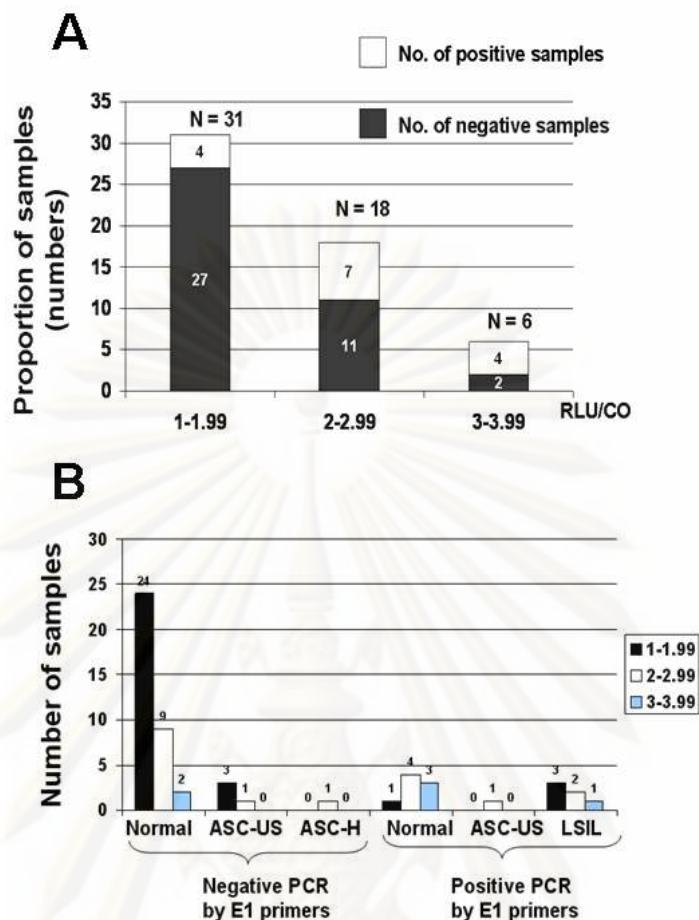 A
No. of positive samples
No. of negative samples
Proportion of samples
(numbers)
35
30
25
20
15
10
5
0
N = 31
4
27
N = 18
7
11
N = 6
4
2
1-1.99 2-2.99 3-3.99 RLU/CO
B
Number of samples
30
25
20
15
10
5
0
24 9 2 3 1 0 0 1 0 1 4 3 0 1 0 3 2 1
1-1.99
2-2.99
3-3.99
Normal ASC-US ASC-H Normal ASC-US LSIL
Negative PCR
by E1 primers
Positive PCR
by E1 primers